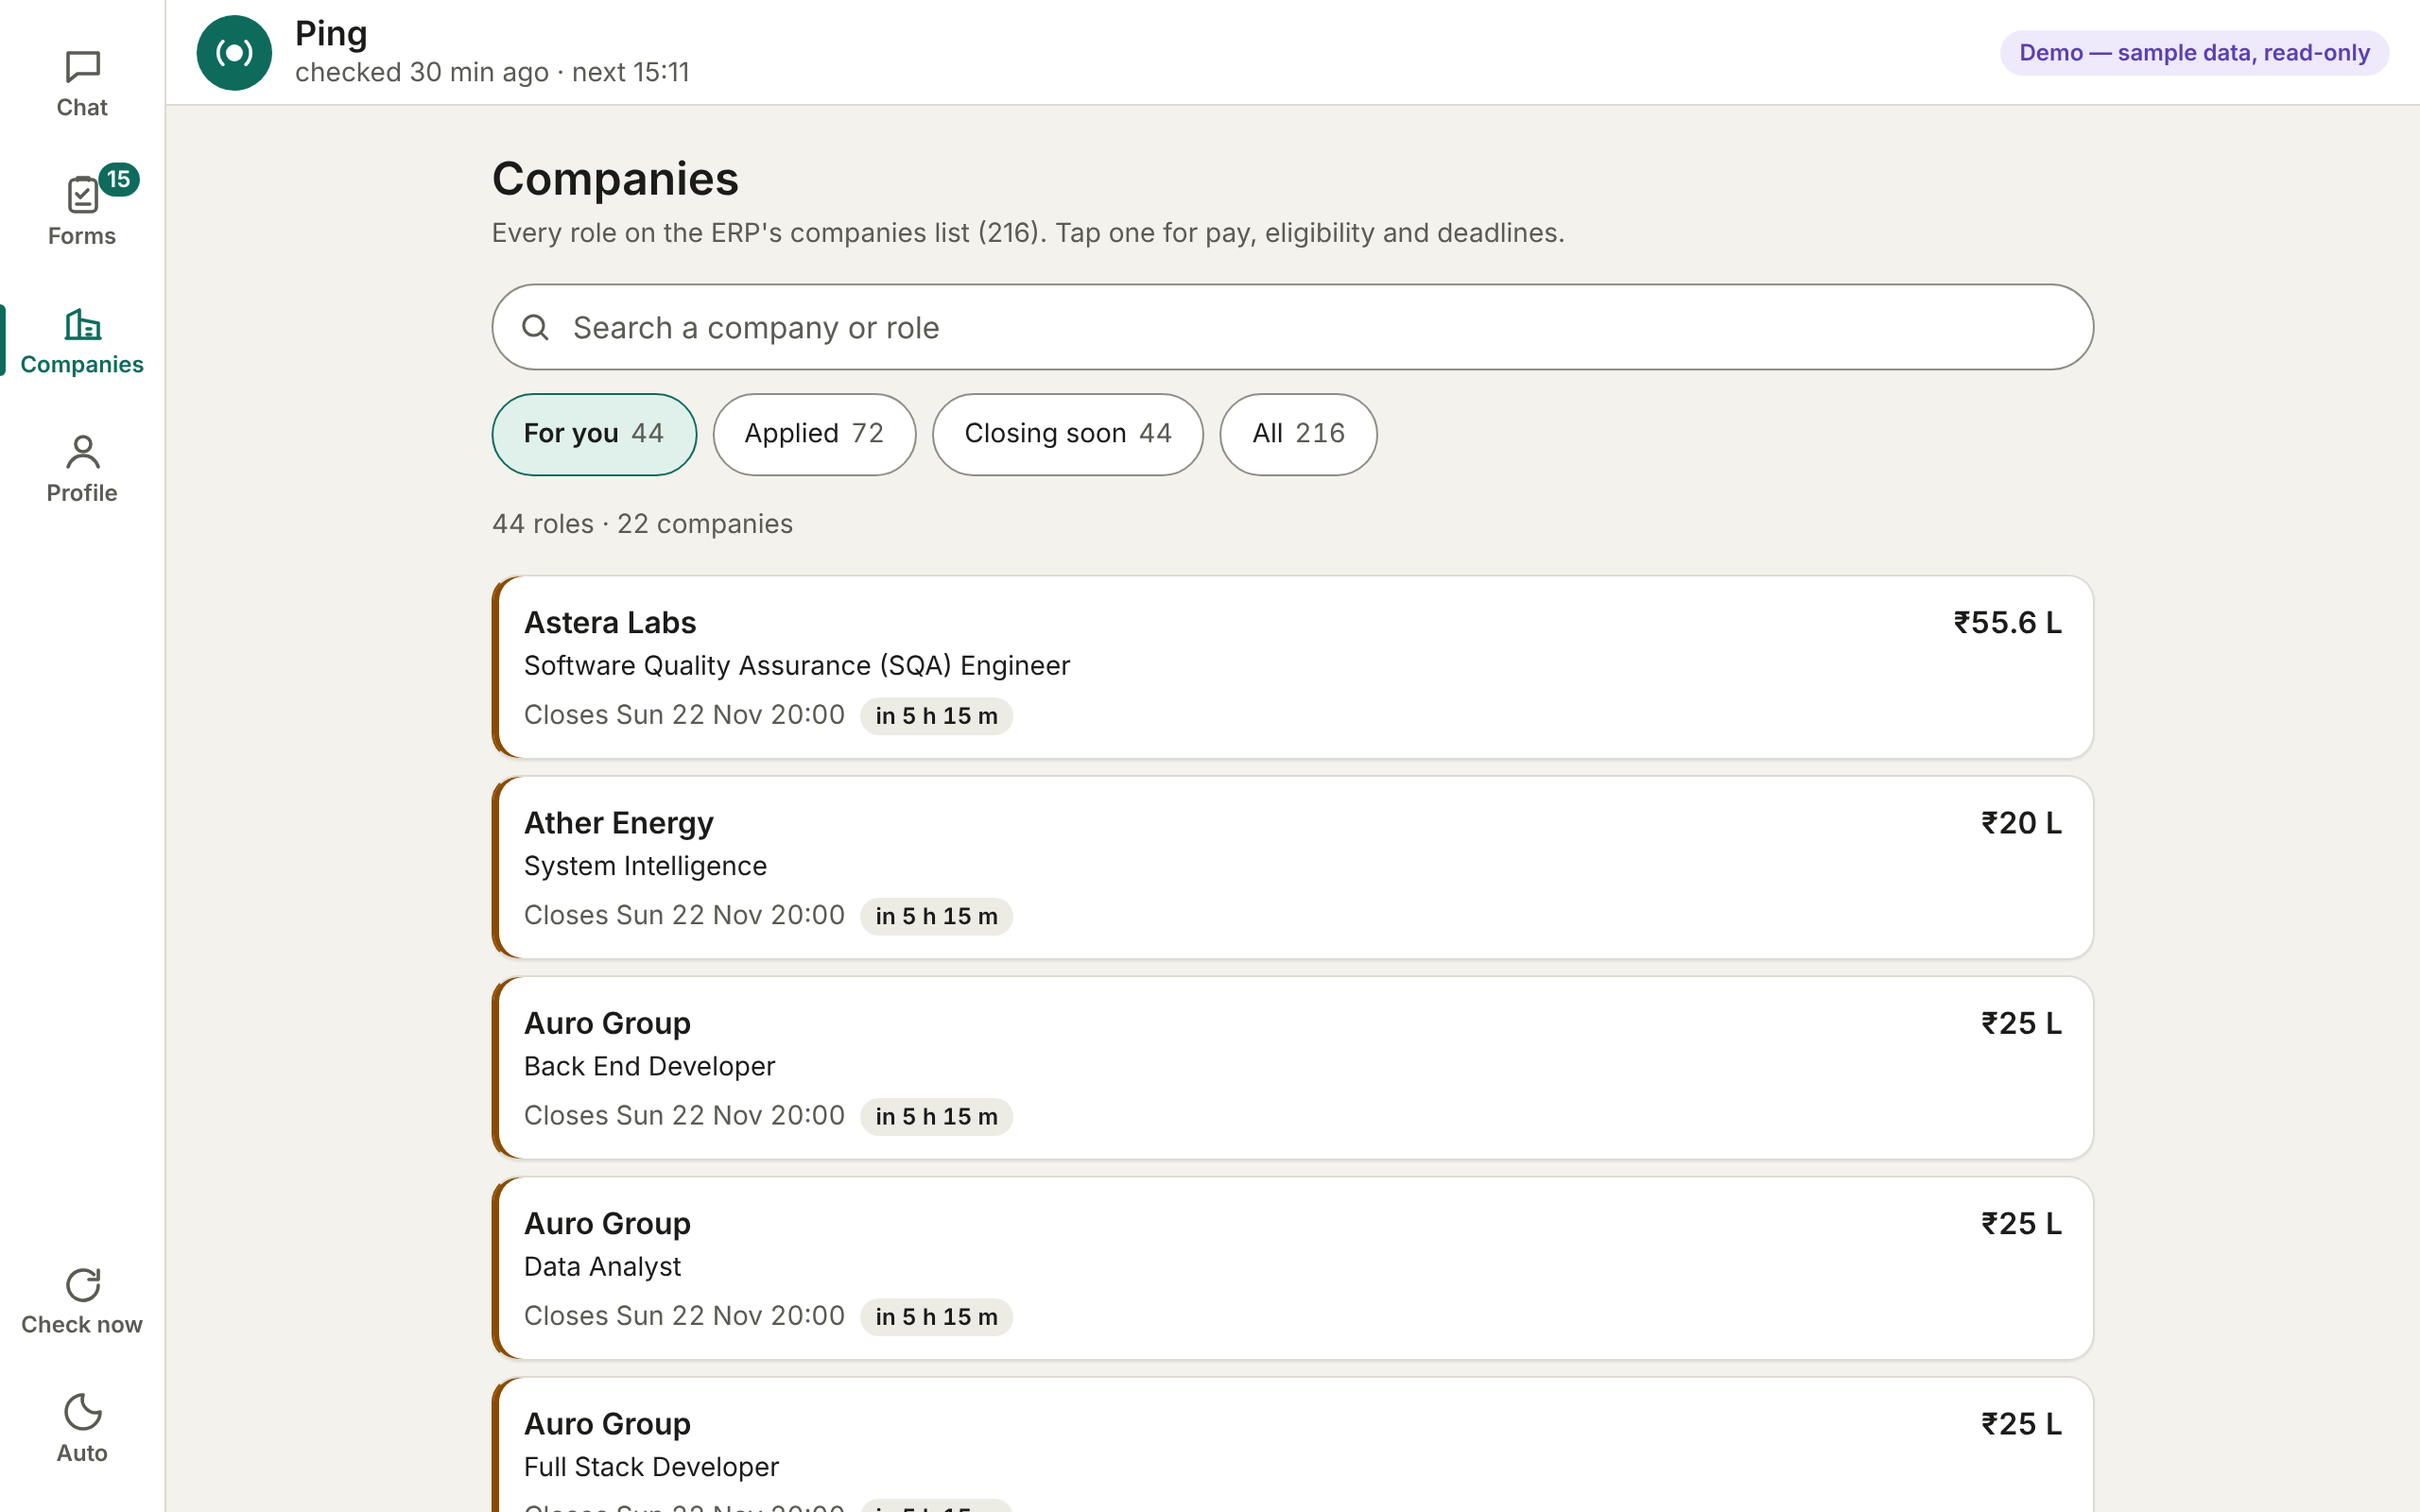 Ping
checked 30 min ago · next 15:11
Demo — sample data, read-only
Chat
15
Forms
Companies
Profile
Check now
Auto
Companies
Every role on the ERP's companies list (216). Tap one for pay, eligibility and deadlines.
Search a company or role
For you 44 Applied 72 Closing soon 44 All 216
44 roles · 22 companies
Astera Labs ₹55.6 L
Software Quality Assurance (SQA) Engineer
Closes Sun 22 Nov 20:00 in 5 h 15 m
Ather Energy ₹20 L
System Intelligence
Closes Sun 22 Nov 20:00 in 5 h 15 m
Auro Group ₹25 L
Back End Developer
Closes Sun 22 Nov 20:00 in 5 h 15 m
Auro Group ₹25 L
Data Analyst
Closes Sun 22 Nov 20:00 in 5 h 15 m
Auro Group ₹25 L
Full Stack Developer